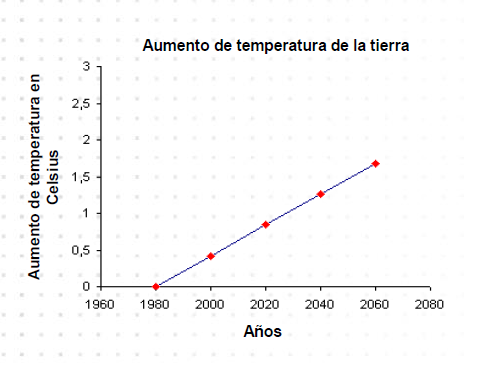 Aumento de temperatura de la tierra
Aumento de temperatura en
Celsius
3
2,5
2
1,5
1
0,5
0
1960 1980 2000 2020 2040 2060 2080
Años